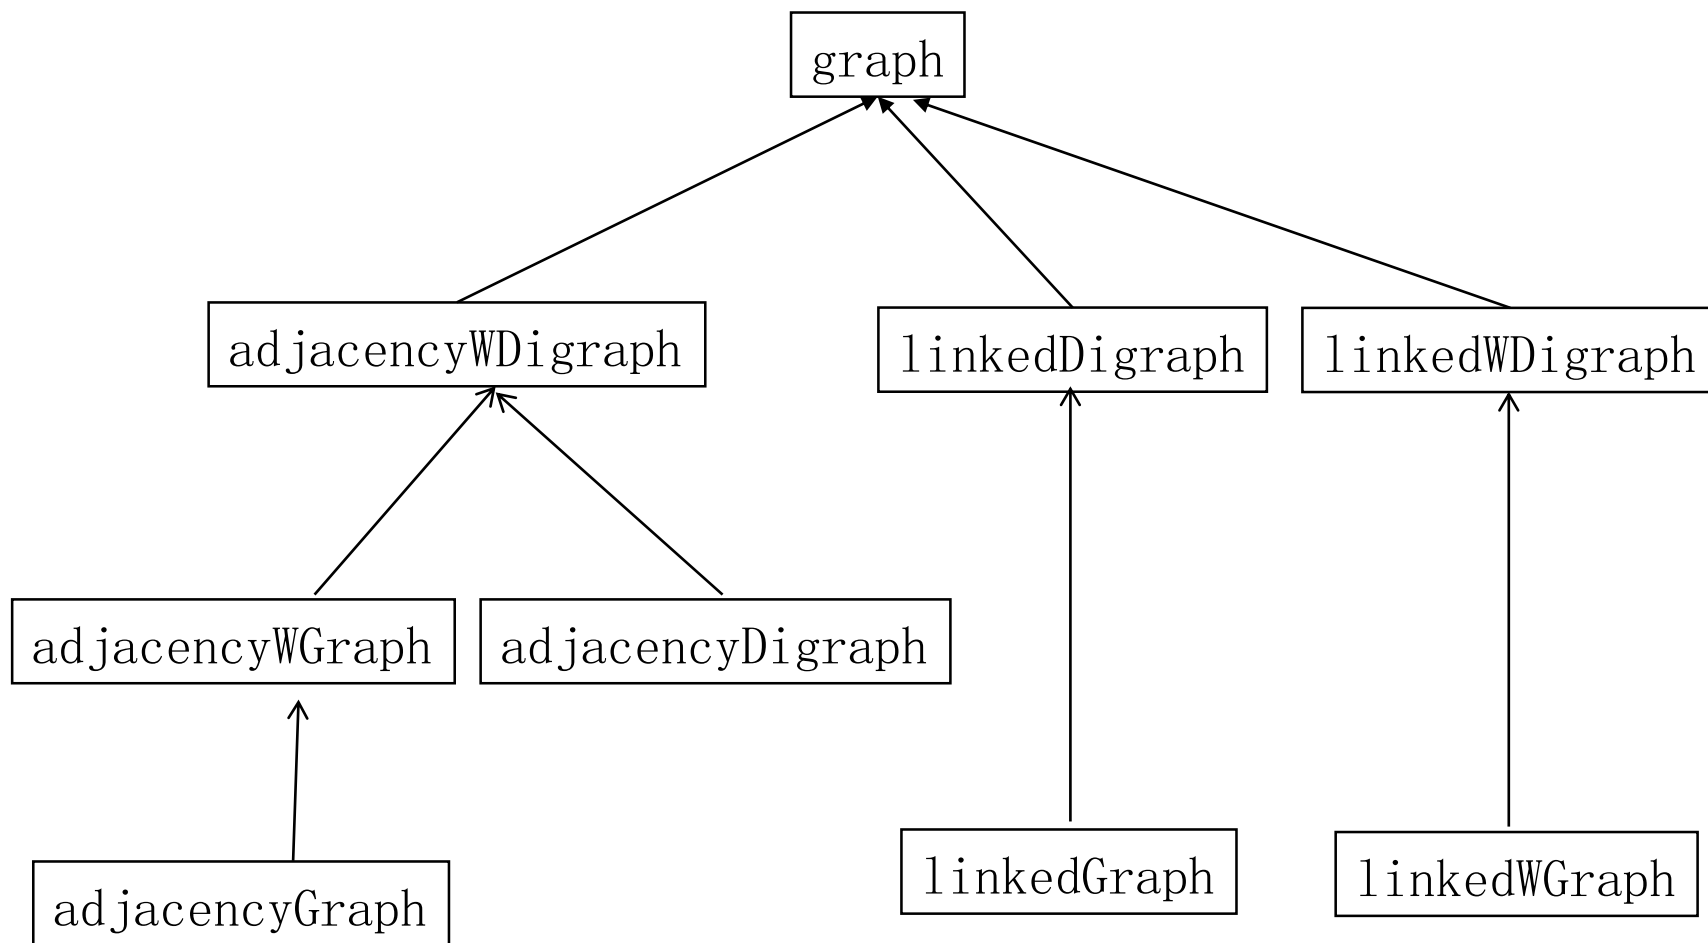 graph
adjacencyWDigraph
linkedDigraph
linkedWDigraph
adjacencyWGraph
adjacencyDigraph
linkedGraph
linkedWGraph
adjacencyGraph